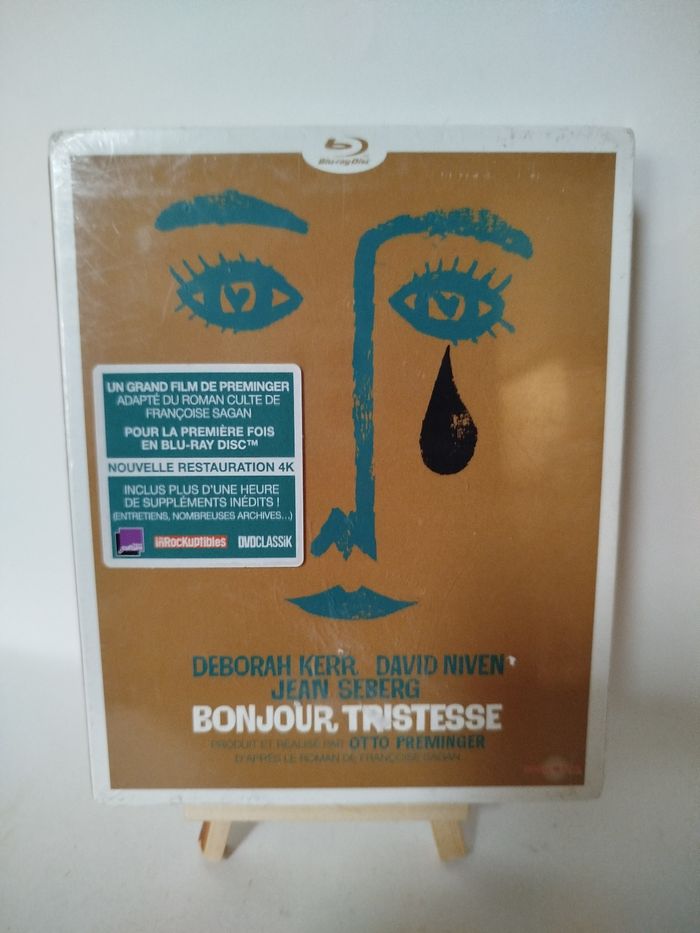 Blu-ray Disc
UN GRAND FILM DE PREMINGER
ADAPTÉ DU ROMAN CULTE DE
FRANÇOISE SAGAN
POUR LA PREMIÈRE FOIS
EN BLU-RAY DISC™
NOUVELLE RESTAURATION 4K
INCLUS PLUS D'UNE HEURE
DE SUPPLÉMENTS INÉDITS !
(ENTRETIENS, NOMBREUSES ARCHIVES...)
inRocKuptibles DVDCLASSiK
DEBORAH KERR DAVID NIVEN
JEAN SEBERG
BONJOUR TRISTESSE
PRODUIT ET RÉALISÉ PAR OTTO PREMINGER
D'APRÈS LE ROMAN DE FRANÇOISE SAGAN